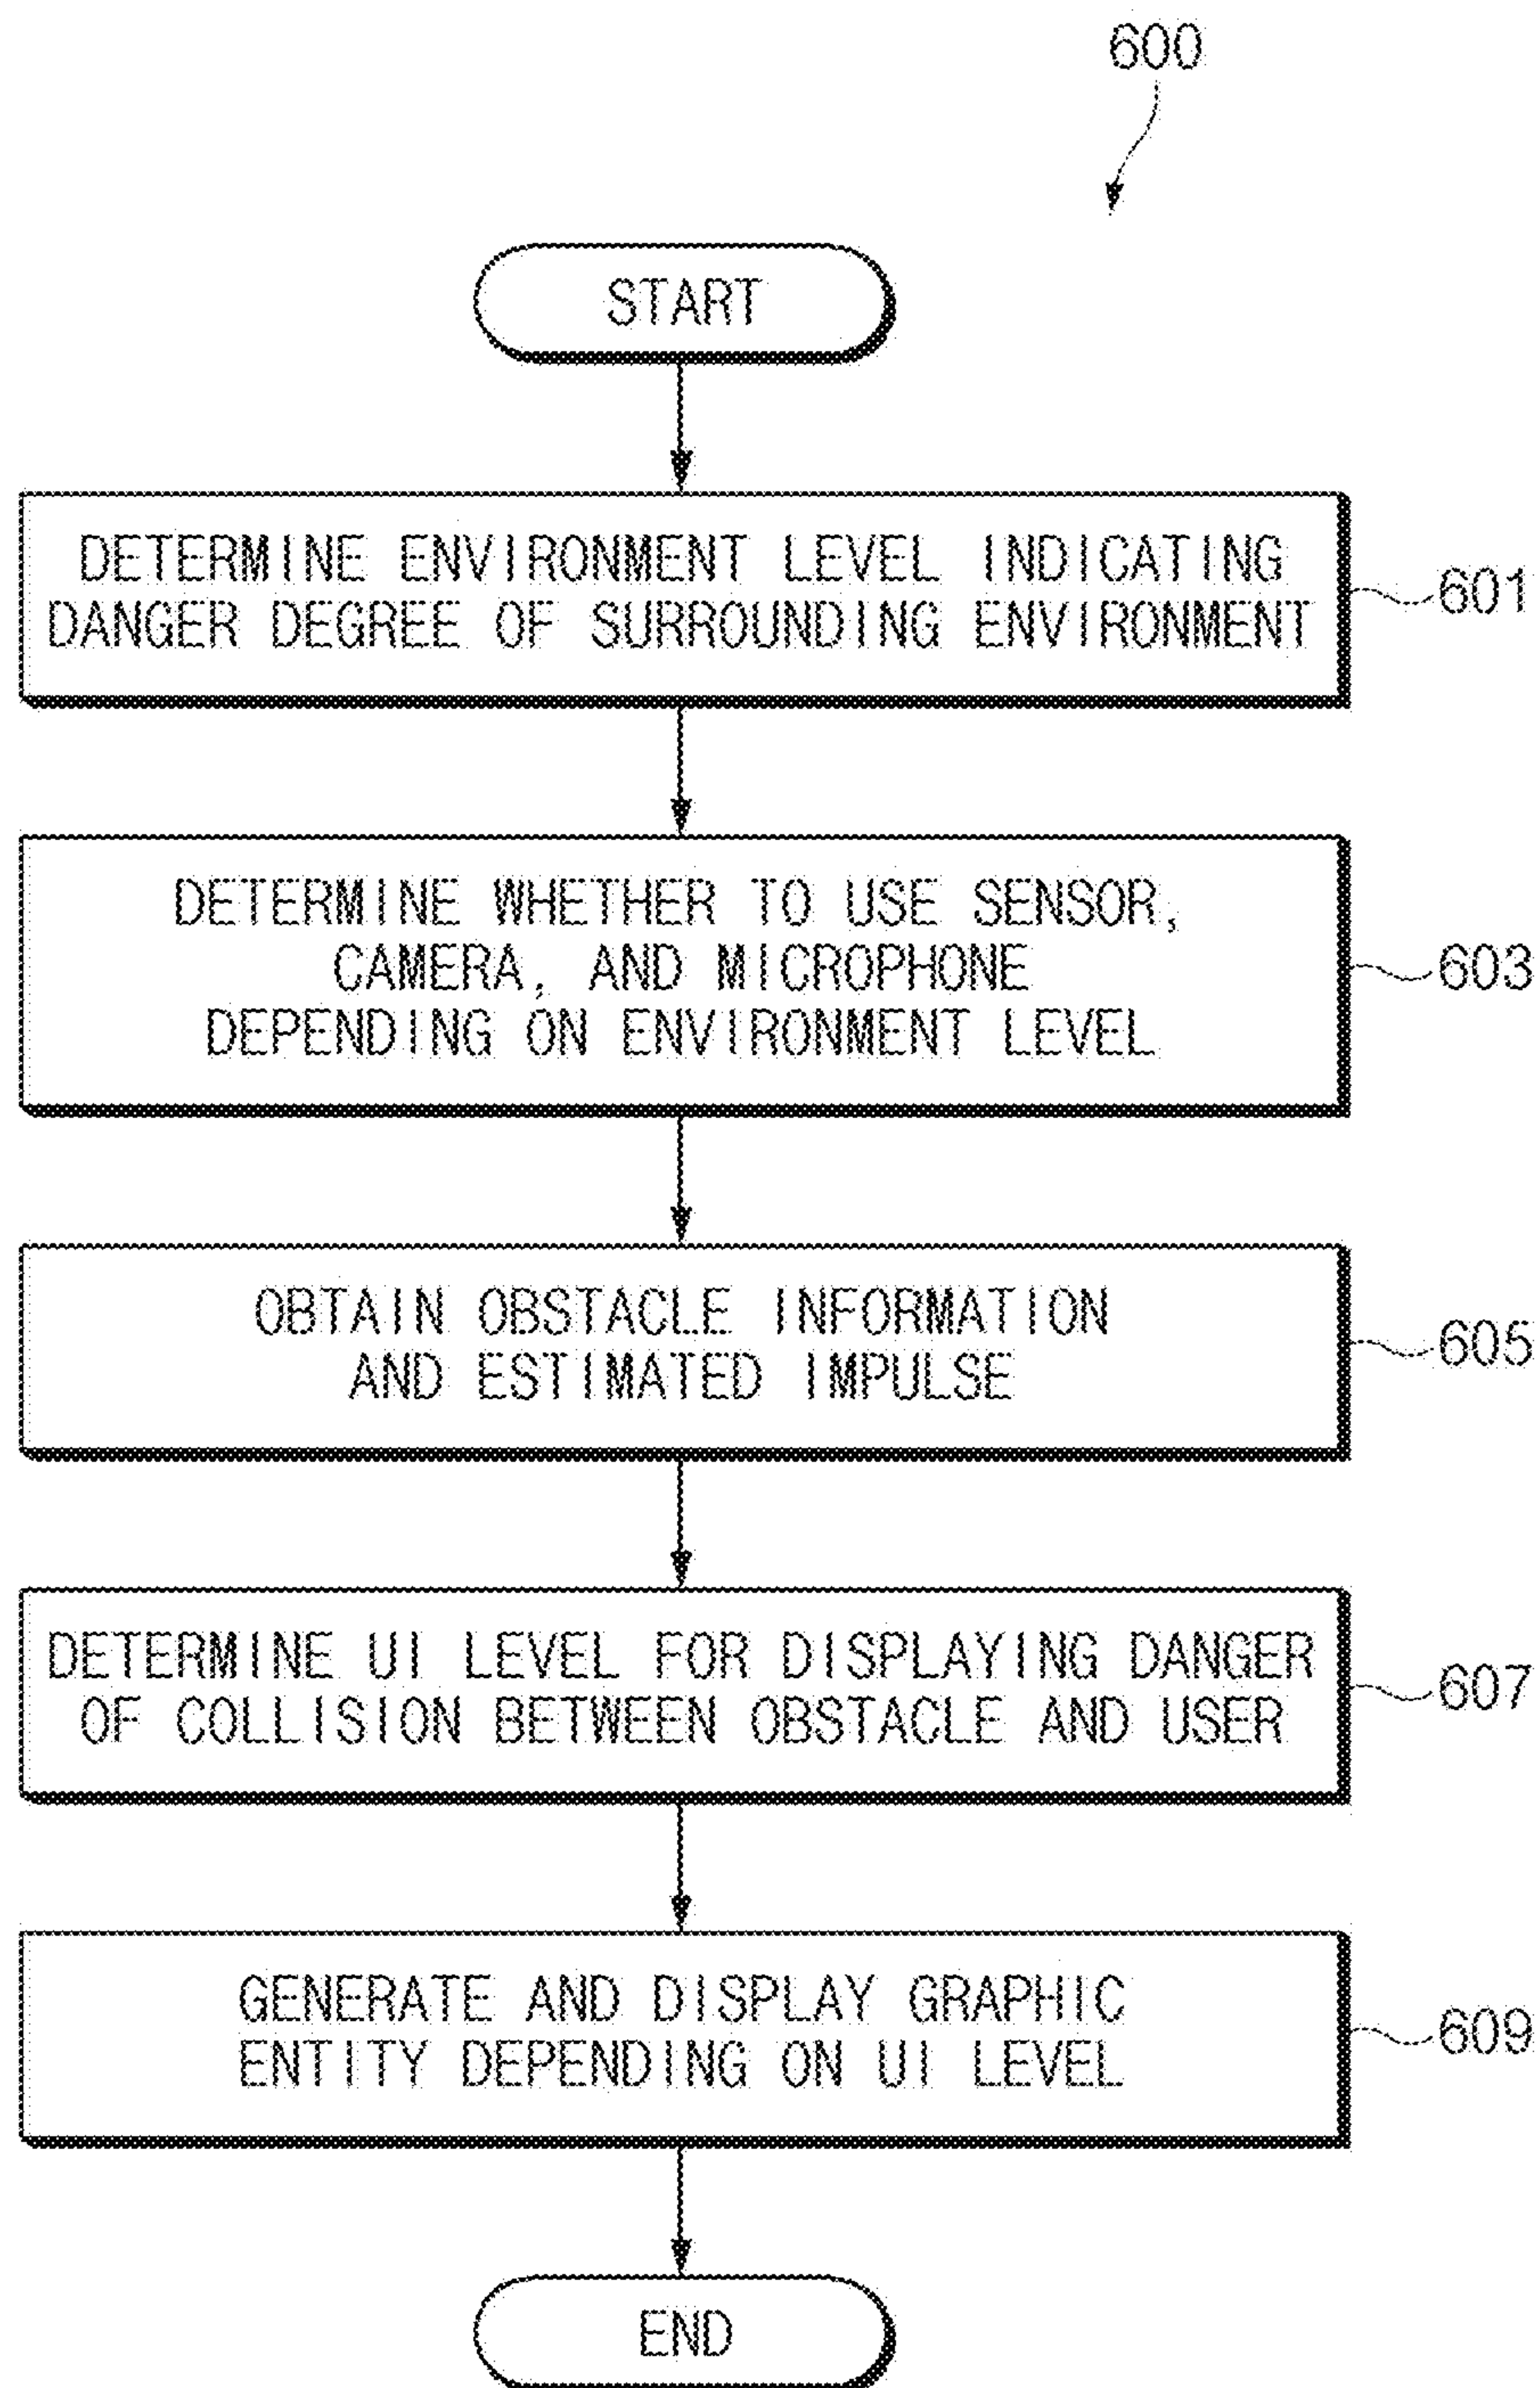 600
START
DETERMINE ENVIRONMENT LEVEL INDICATING
DANGER DEGREE OF SURROUNDING ENVIRONMENT
601
DETERMINE WHETHER TO USE SENSOR,
CAMERA, AND MICROPHONE
DEPENDING ON ENVIRONMENT LEVEL
603
OBTAIN OBSTACLE INFORMATION
AND ESTIMATED IMPULSE
605
DETERMINE UI LEVEL FOR DISPLAYING DANGER
OF COLLISION BETWEEN OBSTACLE AND USER
607
GENERATE AND DISPLAY GRAPHIC
ENTITY DEPENDING ON UI LEVEL
609
END